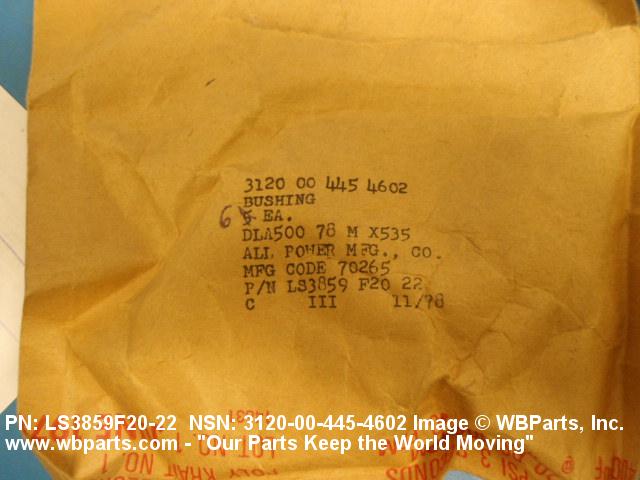 3120 00 445 4602
BUSHING
6 EA.
DLA500 78 M X535
ALL POWER MFG., CO.
MFG CODE 70265
P/N LS3859 F20 22
C III 11/78
PN: LS3859F20-22 NSN: 3120-00-445-4602 Image © WBParts, Inc.
www.wbparts.com - "Our Parts Keep the World Moving"